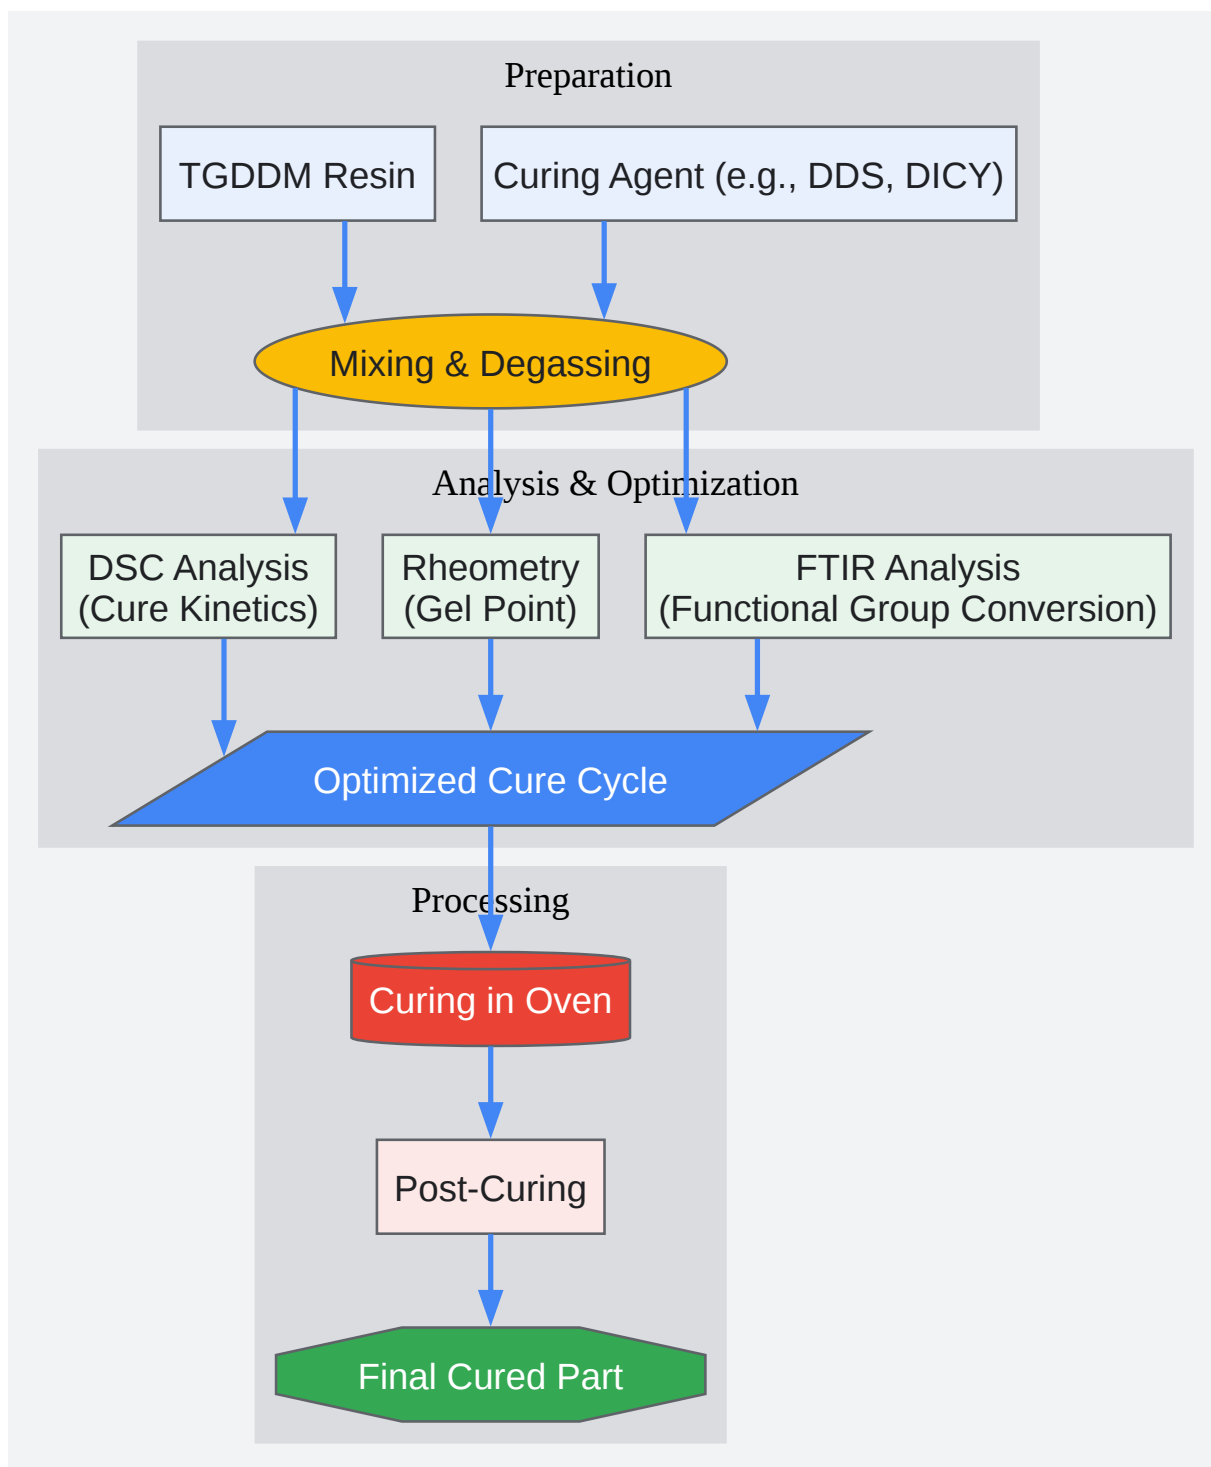 Preparation
TGDDM Resin
Curing Agent (e.g., DDS, DICY)
Mixing & Degassing
Analysis & Optimization
DSC Analysis
(Cure Kinetics)
Rheometry
(Gel Point)
FTIR Analysis
(Functional Group Conversion)
Optimized Cure Cycle
Processing
Curing in Oven
Post-Curing
Final Cured Part